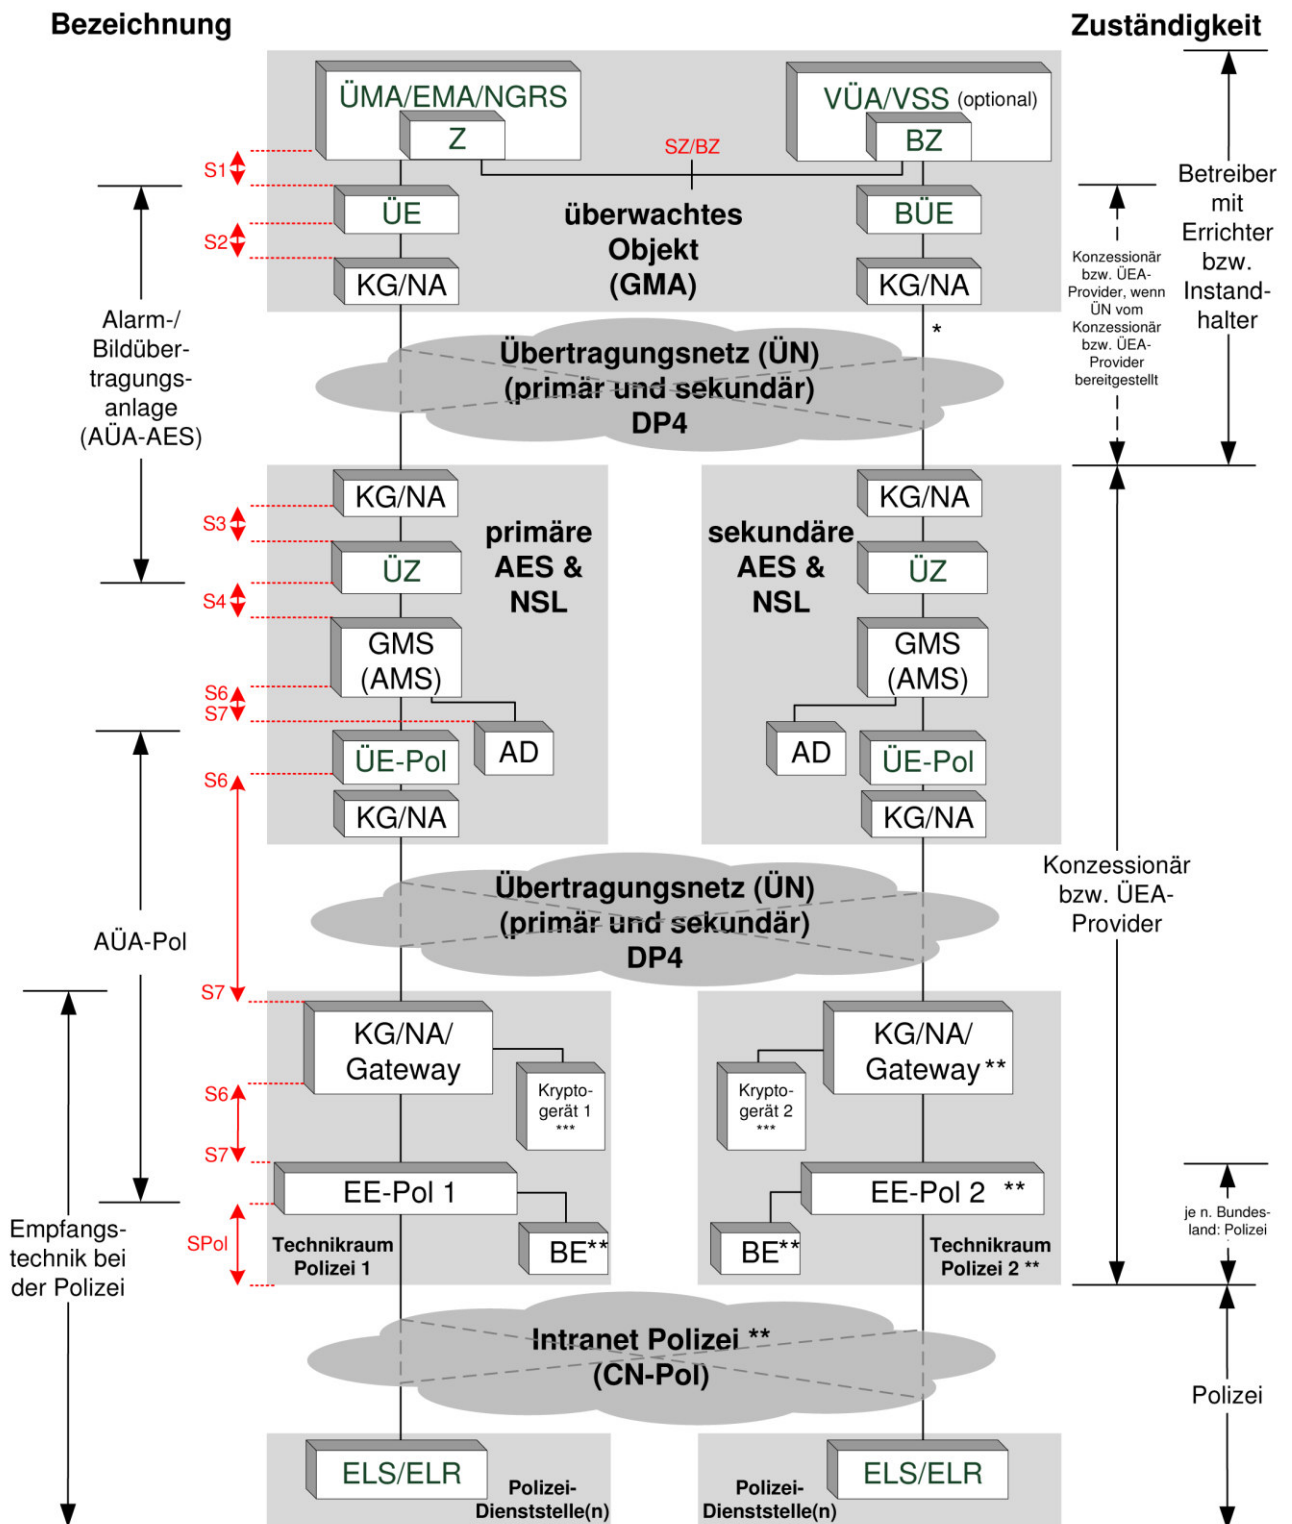 Bezeichnung
Zuständigkeit
ÜMA/EMA/NGRS
Z
VÜA/VSS (optional)
BZ
SZ/BZ
S1
ÜE
BÜE
S2
KG/NA
KG/NA
überwachtes
Objekt
(GMA)
Betreiber
mit
Errichter
bzw.
Instand-
halter
Konzessionär
bzw. ÜEA-
Provider, wenn
ÜN vom
Konzessionär
bzw. ÜEA-
Provider
bereitgestellt
*
Alarm-/
Bildüber-
tragungs-
anlage
(AÜA-AES)
Übertragungsnetz (ÜN)
(primär und sekundär)
DP4
KG/NA
KG/NA
S3
primäre
AES &
NSL
sekundäre
AES &
NSL
ÜZ
ÜZ
S4
GMS
(AMS)
GMS
(AMS)
S6
S7
AD
AD
ÜE-Pol
ÜE-Pol
S6
KG/NA
KG/NA
Konzessionär
bzw. ÜEA-
Provider
AÜA-Pol
Übertragungsnetz (ÜN)
(primär und sekundär)
DP4
S7
KG/NA/
Gateway
KG/NA/
Gateway **
Krypto-
gerät 1
***
Krypto-
gerät 2
***
S6
S7
EE-Pol 1
EE-Pol 2 **
je n. Bundes-
land: Polizei
Empfangs-
technik bei
der Polizei
SPol
Technikraum
Polizei 1
BE**
BE**
Technikraum
Polizei 2 **
Intranet Polizei **
(CN-Pol)
Polizei
ELS/ELR
ELS/ELR
Polizei-
Dienststelle(n)
Polizei-
Dienststelle(n)